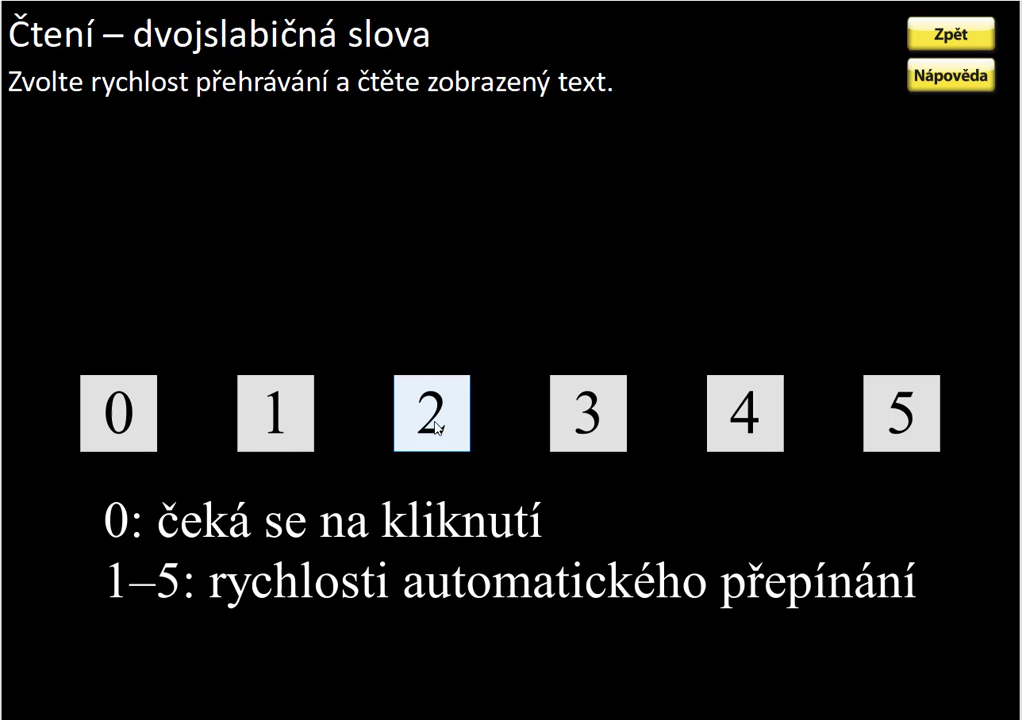 Čtení – dvojslabičná slova
Zpět
Zvolte rychlost přehrávání a čtěte zobrazený text.
Nápověda
0 1 2 3 4 5
0: čeká se na kliknutí
1–5: rychlosti automatického přepínání